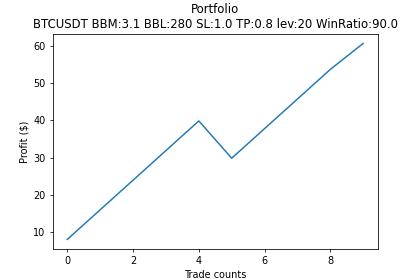 Portfolio
BTCUSDT BBM:3.1 BBL:280 SL:1.0 TP:0.8 lev:20 WinRatio:90.0
60
50
40
30
20
10
Profit ($)
0 2 4 6 8
Trade counts